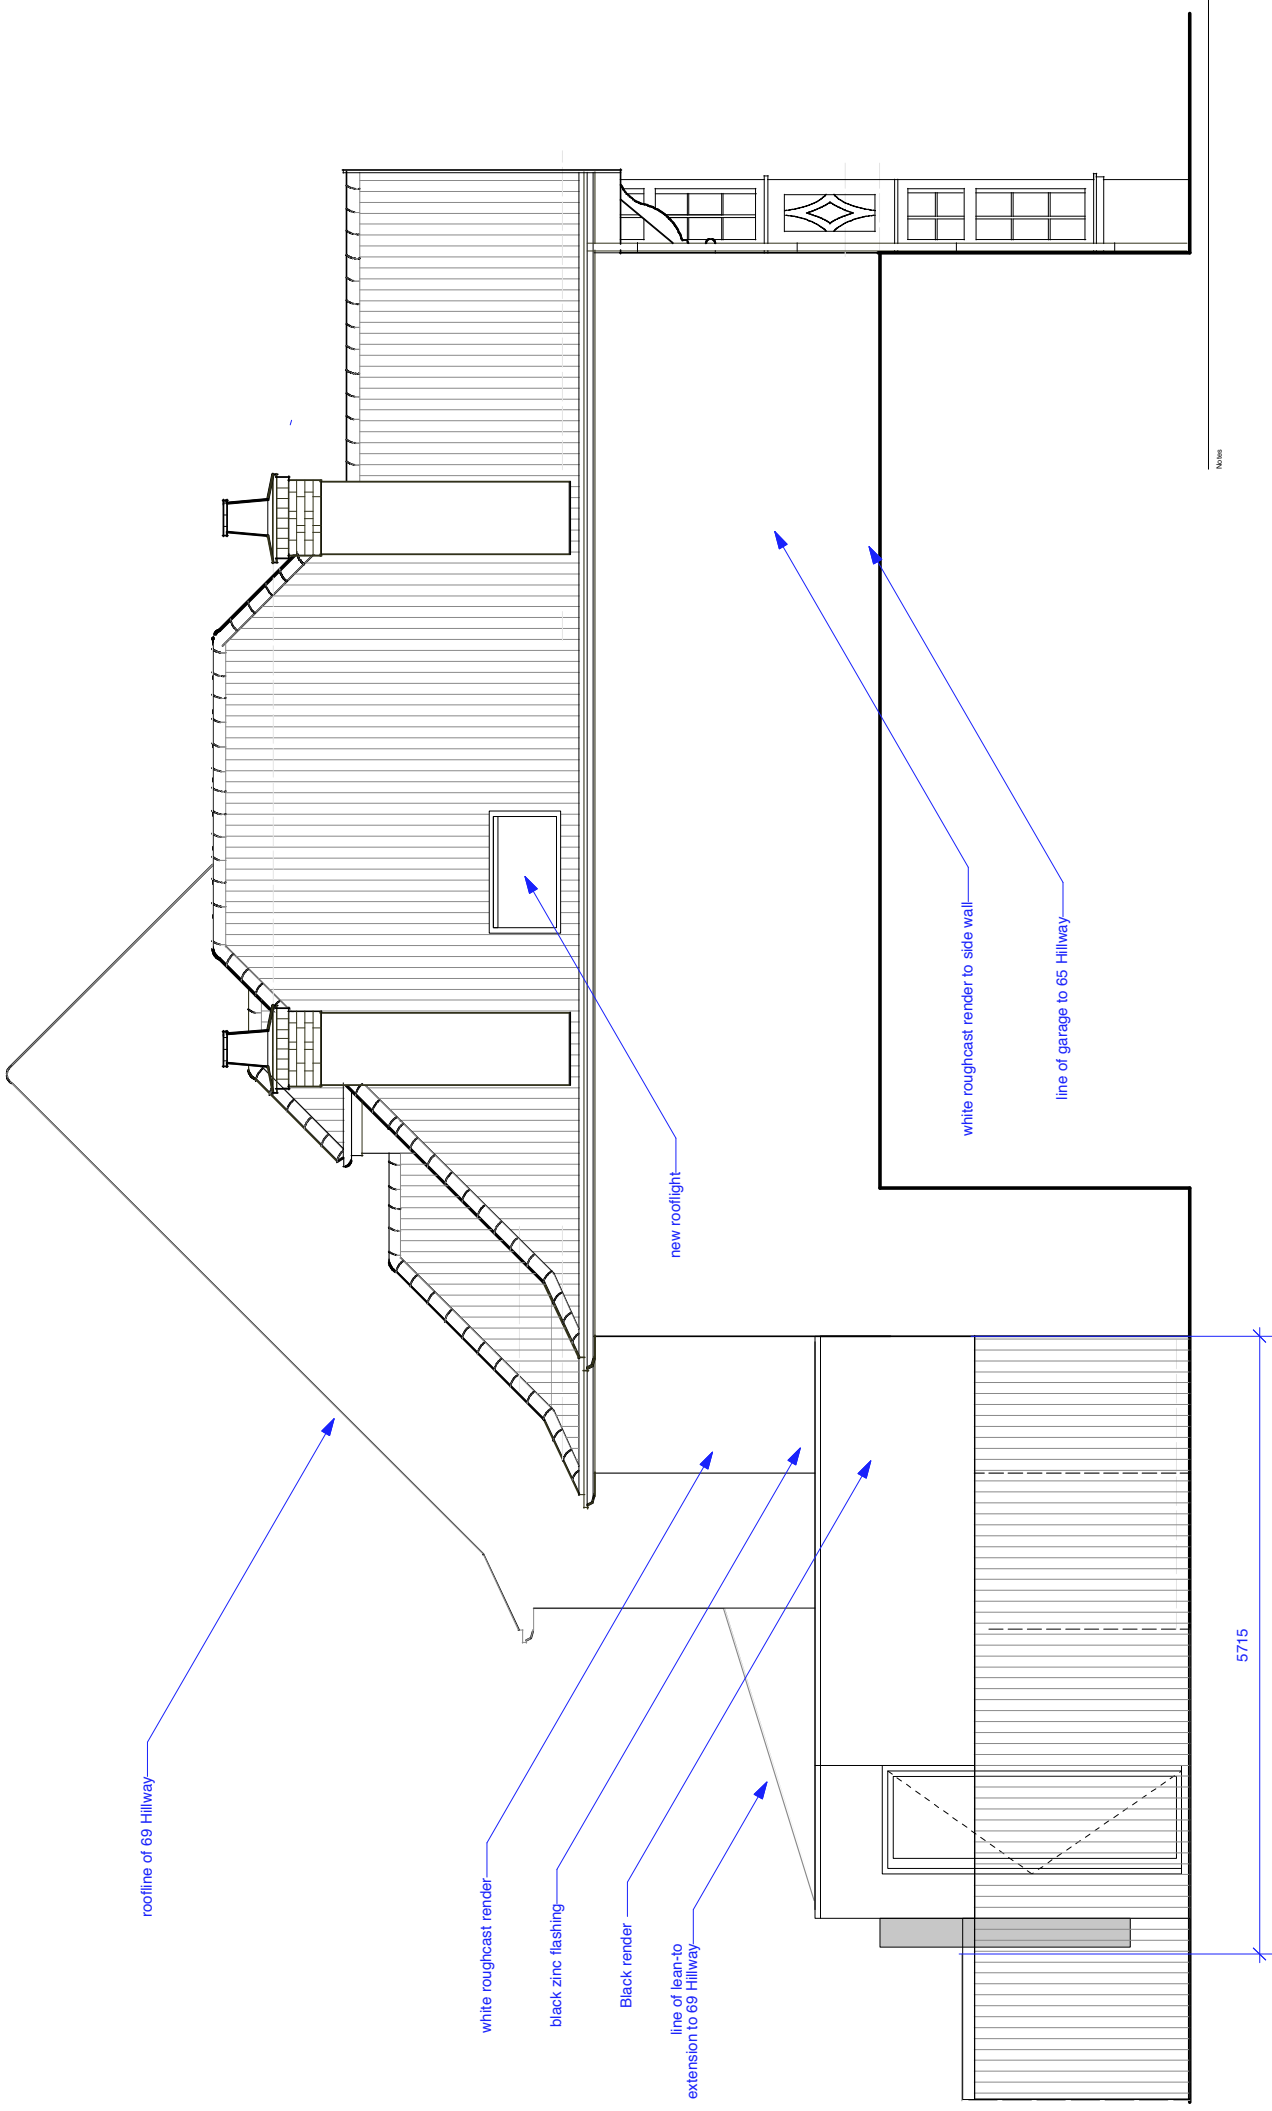 roofline of 69 Hillway
white roughcast render
black zinc flashing
Black render
line of lean-to
extension to 69 Hillway
new rooflight
white roughcast render to side wall
line of garage to 65 Hillway
5715
Notes